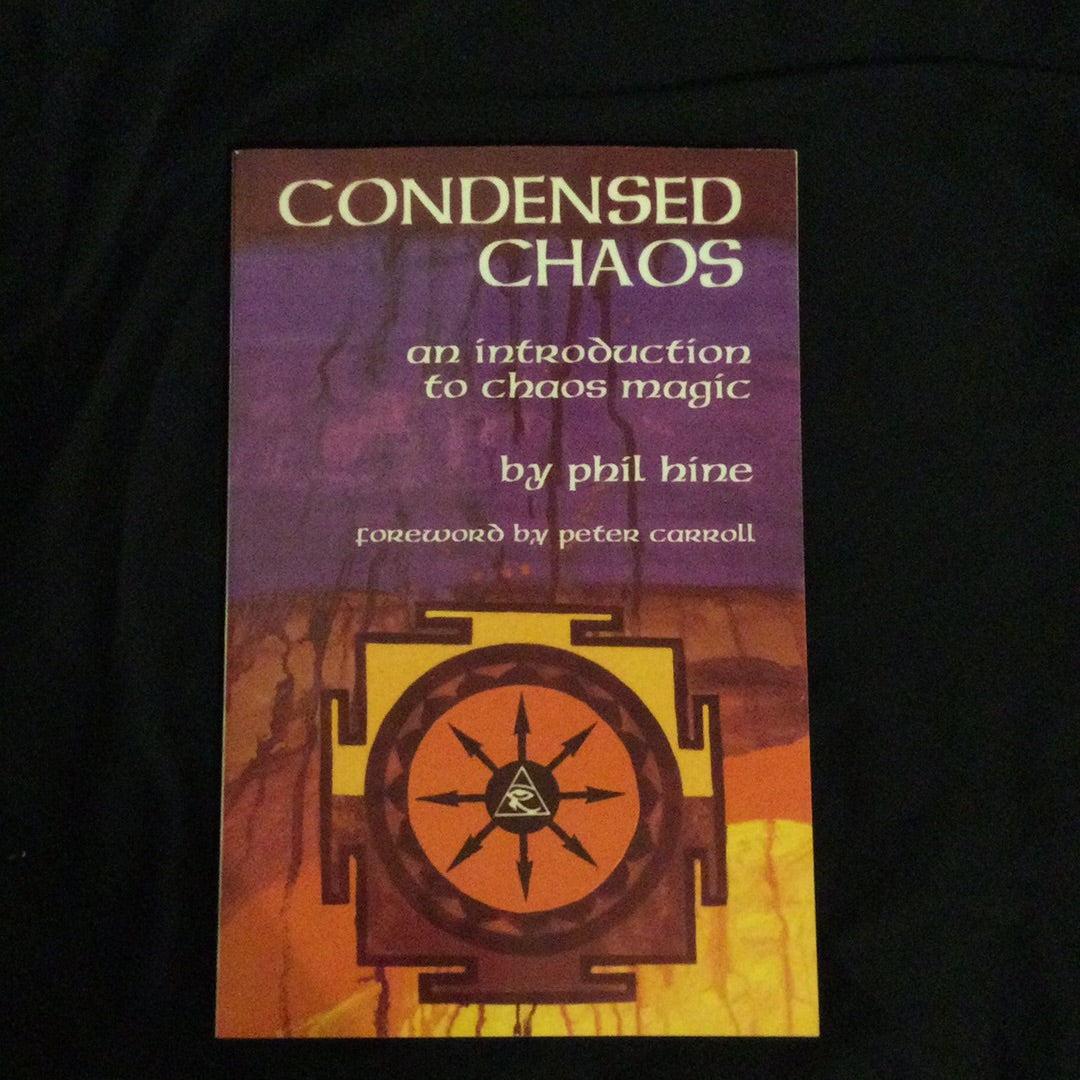 CONDENSED
CHAOS
an introduction
to chaos magic
by phil hine
foreword by peter carroll